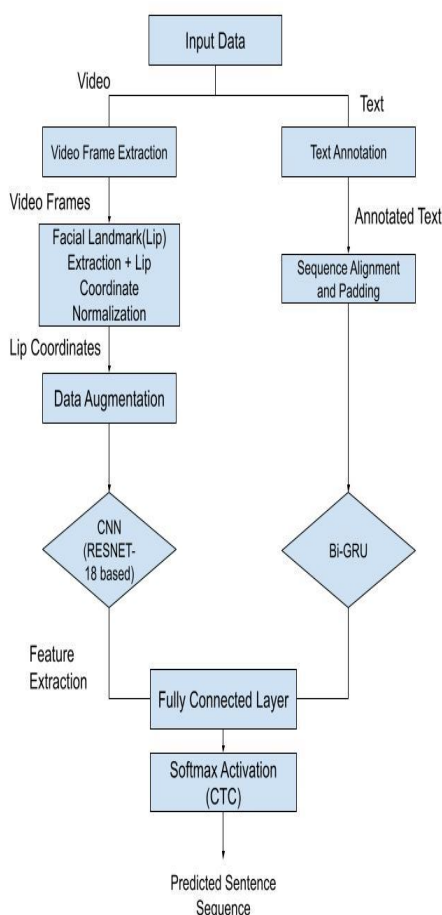 Input Data
Video
Text
Video Frame Extraction
Text Annotation
Video Frames
Annotated Text
Facial Landmark(Lip)
Extraction + Lip
Coordinate
Normalization
Sequence Alignment
and Padding
Lip Coordinates
Data Augmentation
CNN
(RESNET-
18 based)
Bi-GRU
Feature
Extraction
Fully Connected Layer
Softmax Activation
(CTC)
Predicted Sentence
Sequence